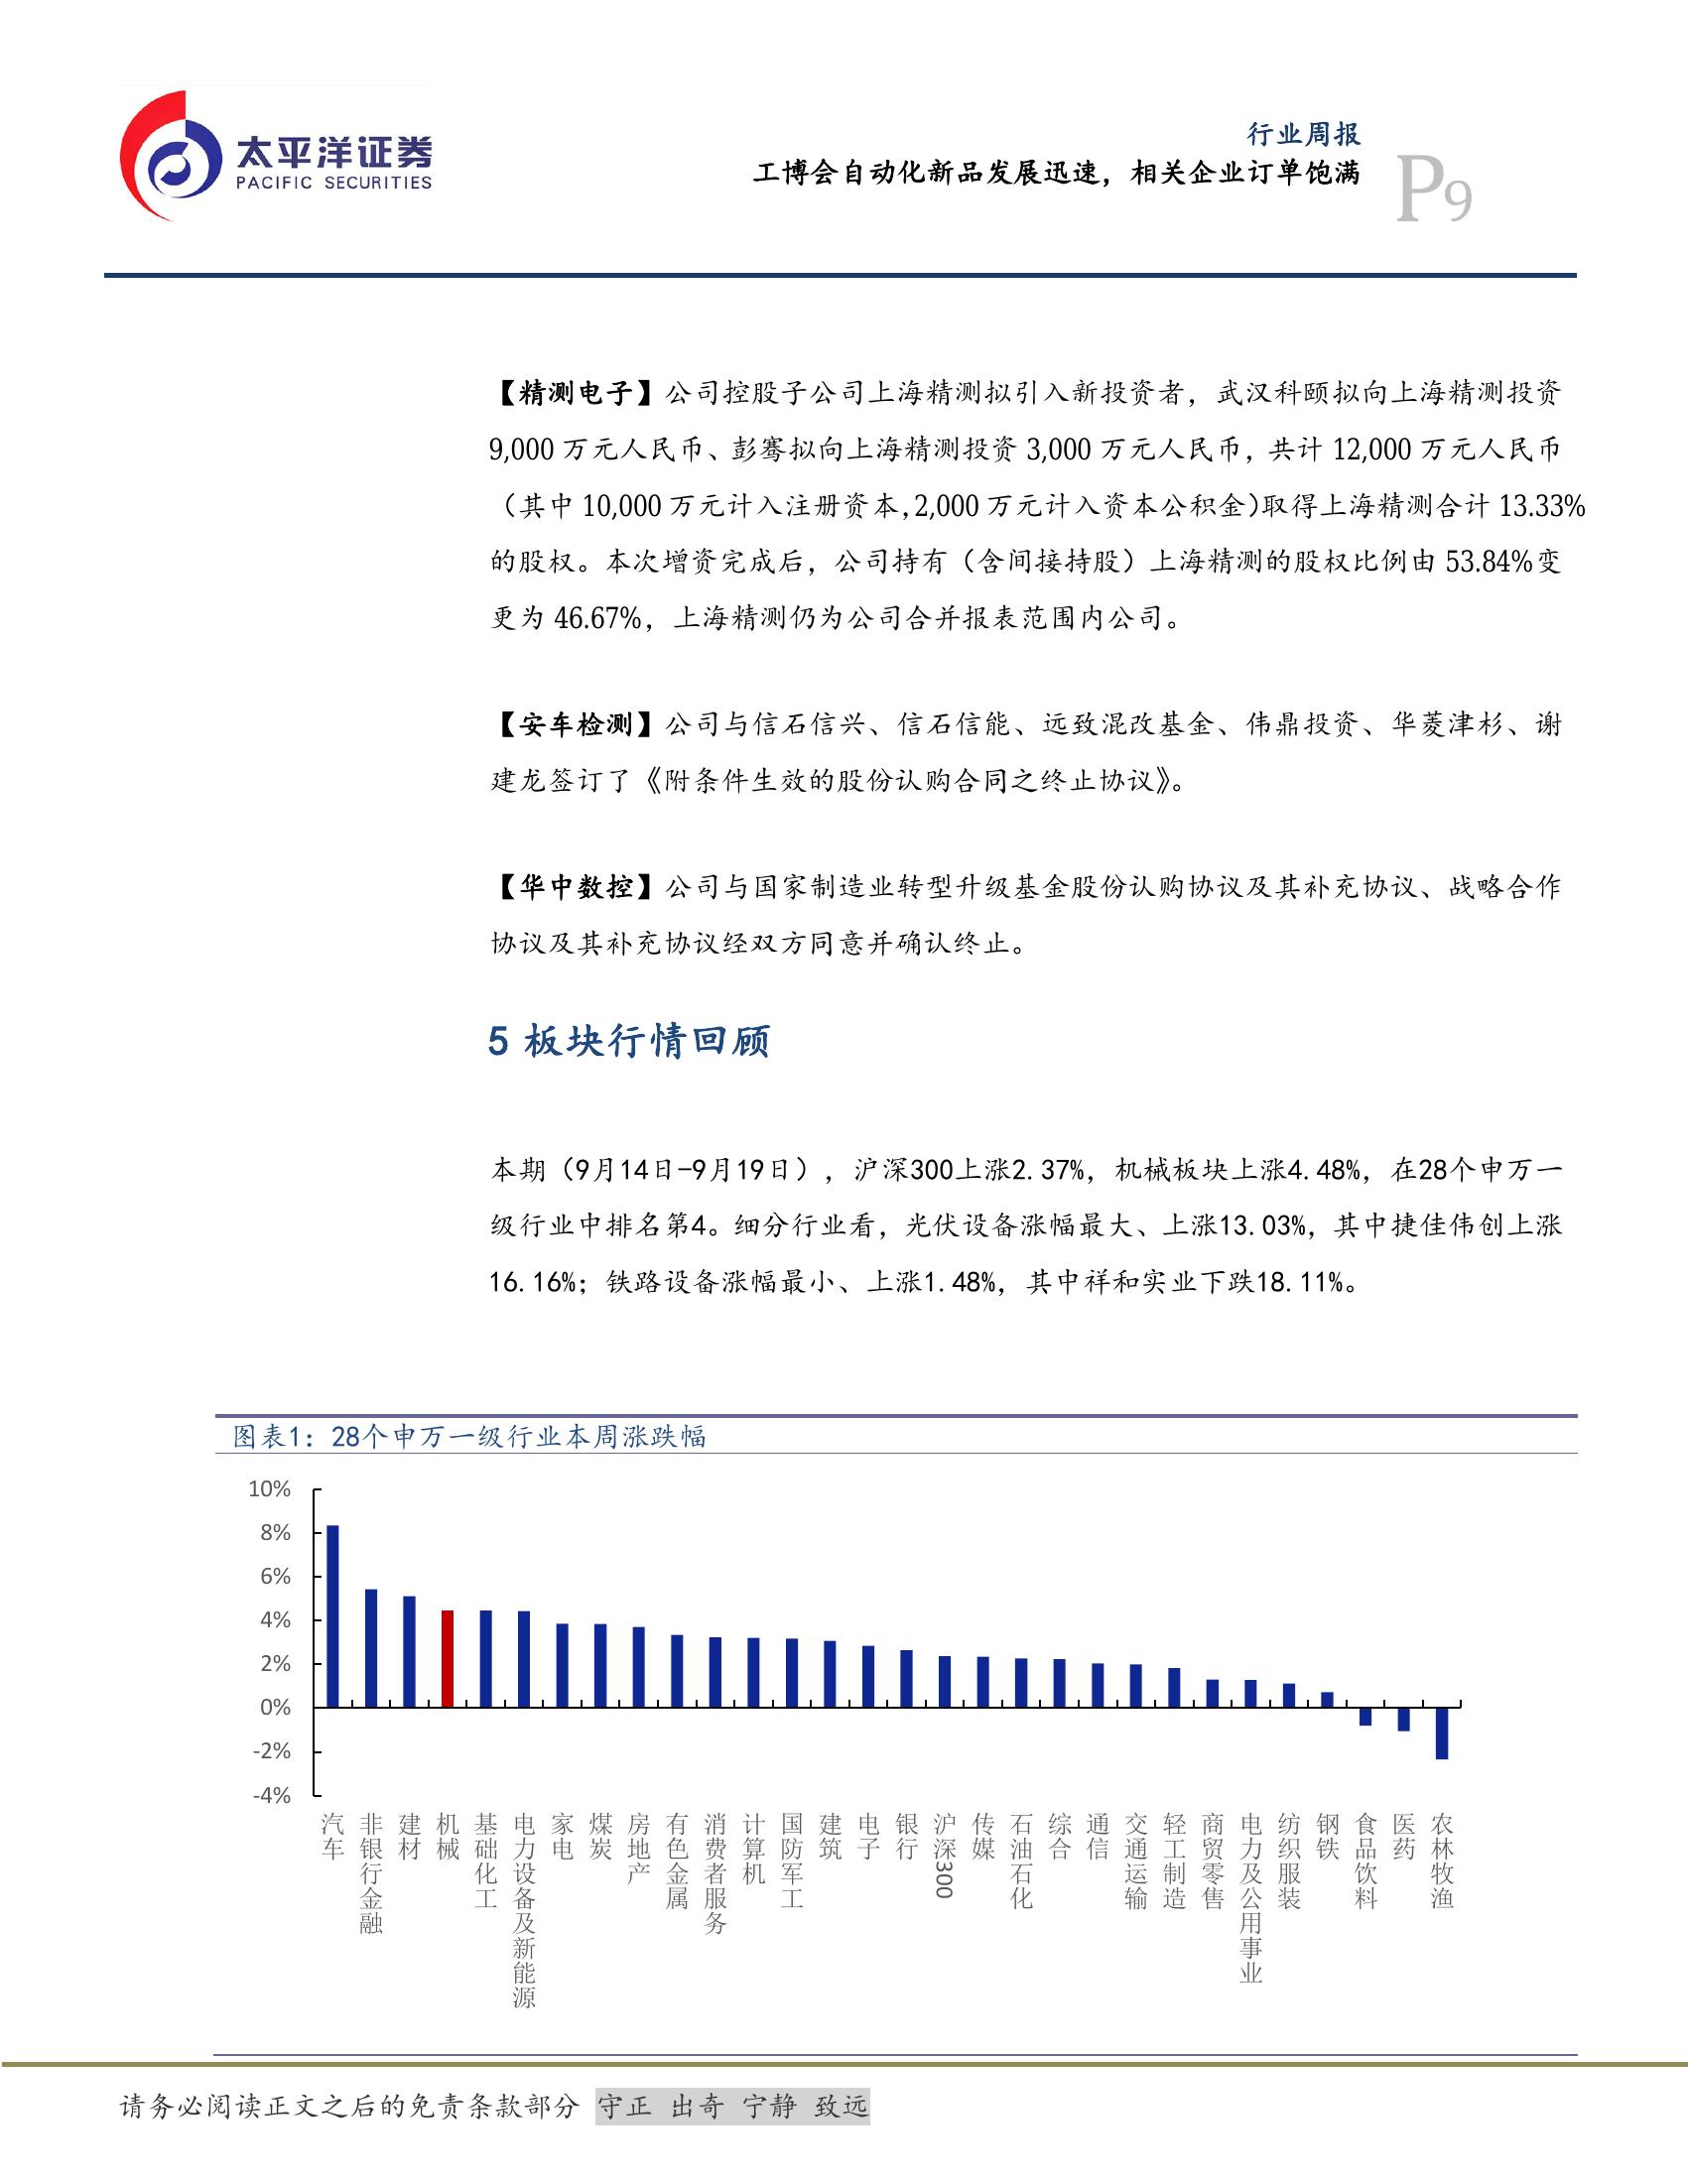 太平洋证券
PACIFIC SECURITIES
行业周报
工博会自动化新品发展迅速，相关企业订单饱满
P9
【精测电子】公司控股子公司上海精测拟引入新投资者，武汉科颐拟向上海精测投资
9,000 万元人民币、彭骞拟向上海精测投资 3,000 万元人民币，共计 12,000 万元人民币
（其中 10,000 万元计入注册资本,2,000 万元计入资本公积金)取得上海精测合计 13.33%
的股权。本次增资完成后，公司持有（含间接持股）上海精测的股权比例由 53.84%变
更为 46.67%，上海精测仍为公司合并报表范围内公司。
【安车检测】公司与信石信兴、信石信能、远致混改基金、伟鼎投资、华菱津杉、谢
建龙签订了《附条件生效的股份认购合同之终止协议》。
【华中数控】公司与国家制造业转型升级基金股份认购协议及其补充协议、战略合作
协议及其补充协议经双方同意并确认终止。
5 板块行情回顾
本期（9月14日-9月19日），沪深300上涨2.37%，机械板块上涨4.48%，在28个申万一
级行业中排名第4。细分行业看，光伏设备涨幅最大、上涨13.03%，其中捷佳伟创上涨
16.16%；铁路设备涨幅最小、上涨1.48%，其中祥和实业下跌18.11%。
图表1：28个申万一级行业本周涨跌幅
10%
8%
6%
4%
2%
0%
-2%
-4%
汽车
非银行金融
建材
机械
基础化工
电力设备及新能源
家电
煤炭
房地产
有色金属
消费者服务
计算机
国防军工
建筑
电子
银行
沪深300
传媒
石油石化
综合
通信
交通运输
轻工制造
商贸零售
电力及公用事业
纺织服装
钢铁
食品饮料
医药
农林牧渔
请务必阅读正文之后的免责条款部分 守正 出奇 宁静 致远